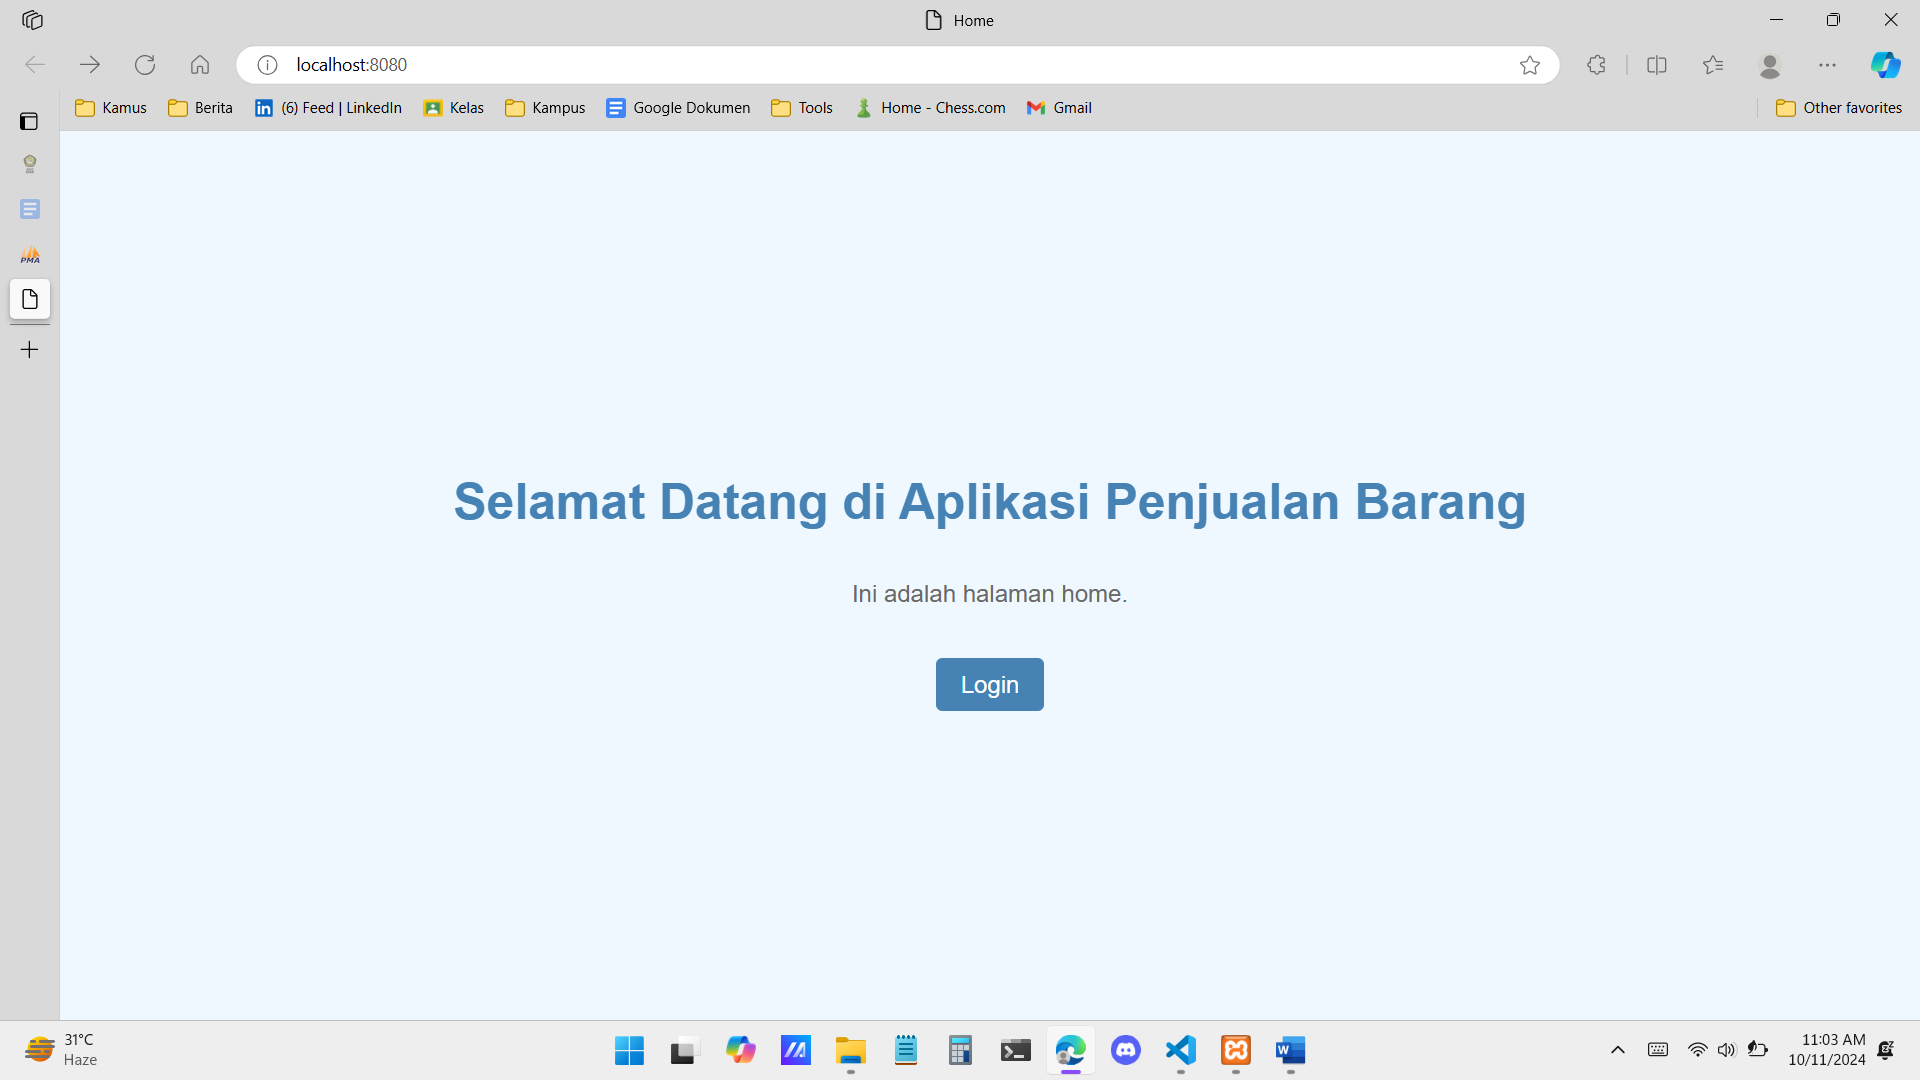 Home
localhost:8080
Kamus
Berita
(6) Feed | LinkedIn
Kelas
Kampus
Google Dokumen
Tools
Home - Chess.com
Gmail
Other favorites
PMA
Selamat Datang di Aplikasi Penjualan Barang
Ini adalah halaman home.
Login
31°C
Haze
11:03 AM
10/11/2024